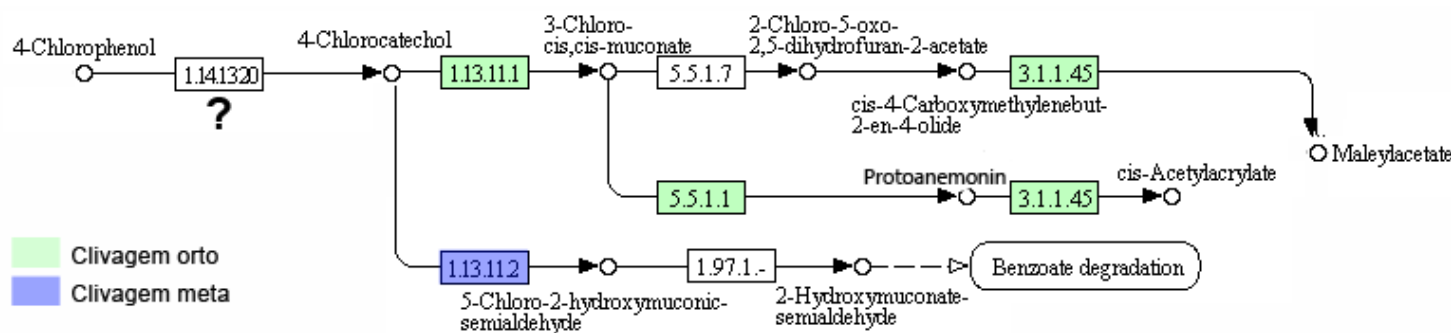 4-Chlorophenol
1.14.1320
?
4-Chlorocatechol
1.13.11.1
3-Chloro-
cis,cis-muconate
5.5.1.7
2-Chloro-5-oxo-
2,5-dihydrofuran-2-acetate
cis-4-Carboxymethylenebut-
2-en-4-olide
3.1.1.45
Maleylacetate
5.5.1.1
Protoanemonin
3.1.1.45
cis-Acetylacrylate
1.13.11.2
5-Chloro-2-hydroxymuconic-
semialdehyde
1.97.1.-
2-Hydroxymuconate-
semialdehyde
Benzoate degradation
Clivagem orto
Clivagem meta